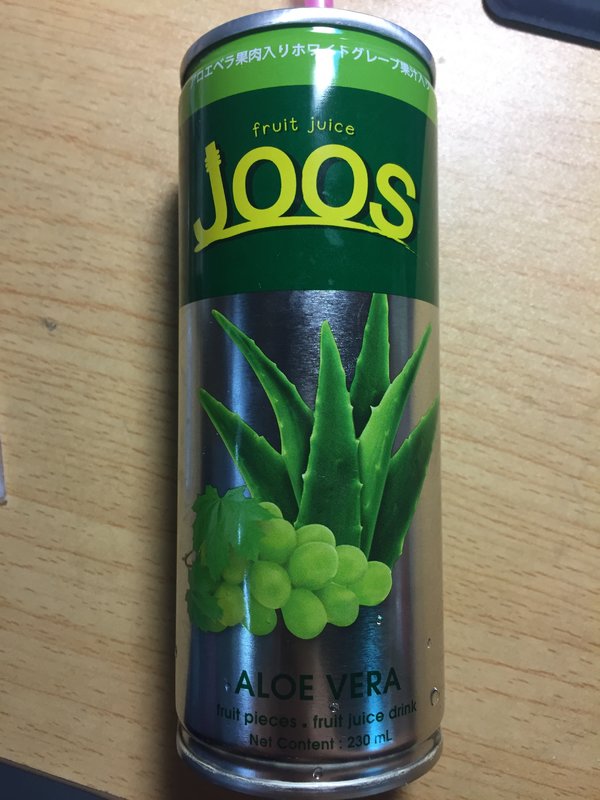 アロエベラ果肉入りホワイトグレープ果汁入り
fruit juice
JOOS
ALOE VERA
fruit pieces • fruit juice drink
Net Content : 230 mL